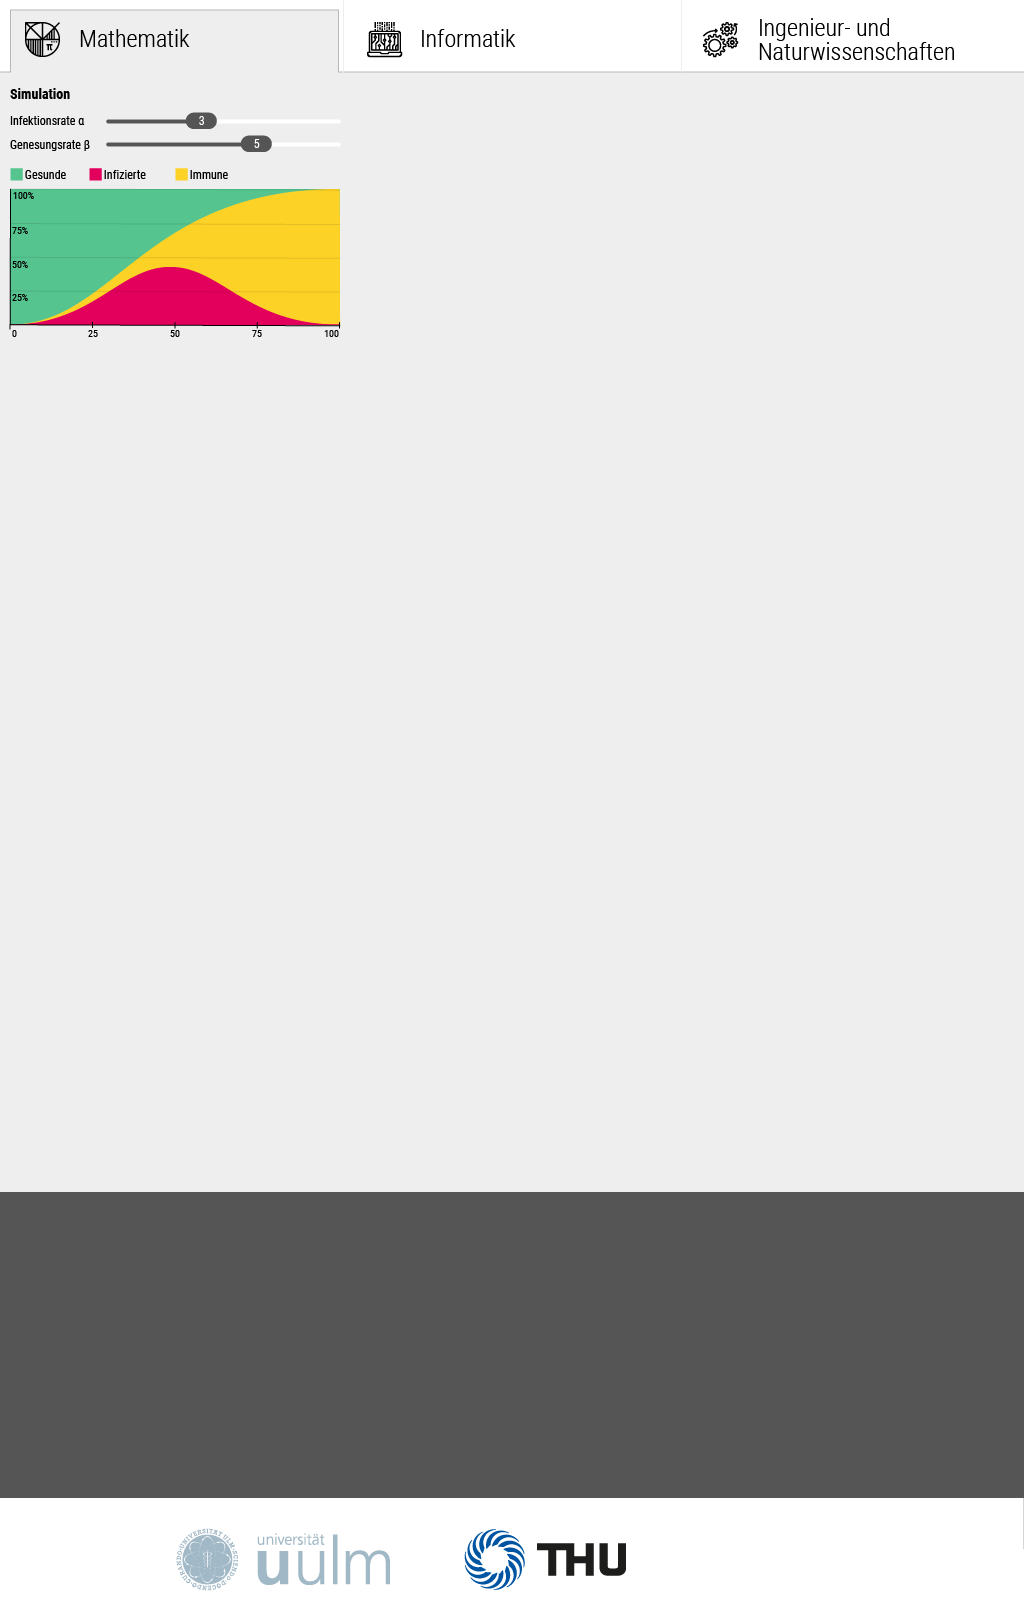 Mathematik
Informatik
Ingenieur- und
Naturwissenschaften
Simulation
Infektionsrate α
3
Genesungsrate β
5
Gesunde
Infizierte
Immune
100%
75%
50%
25%
0
25
50
75
100
universität
uulm
THU